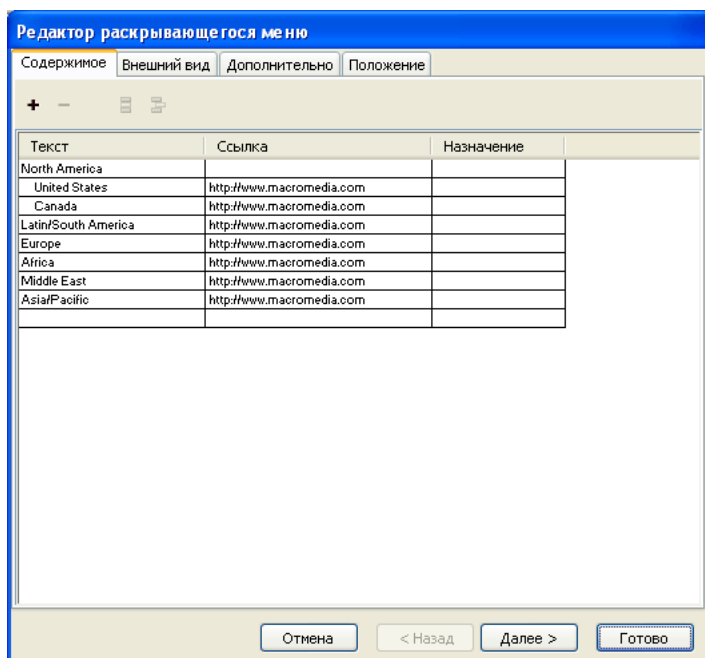 Редактор раскрывающегося меню
Содержимое Внешний вид Дополнительно Положение
+ −
Текст Ссылка Назначение
North America
United States http://www.macromedia.com
Canada http://www.macromedia.com
Latin/South America http://www.macromedia.com
Europe http://www.macromedia.com
Africa http://www.macromedia.com
Middle East http://www.macromedia.com
Asia/Pacific http://www.macromedia.com
Отмена < Назад Далее > Готово